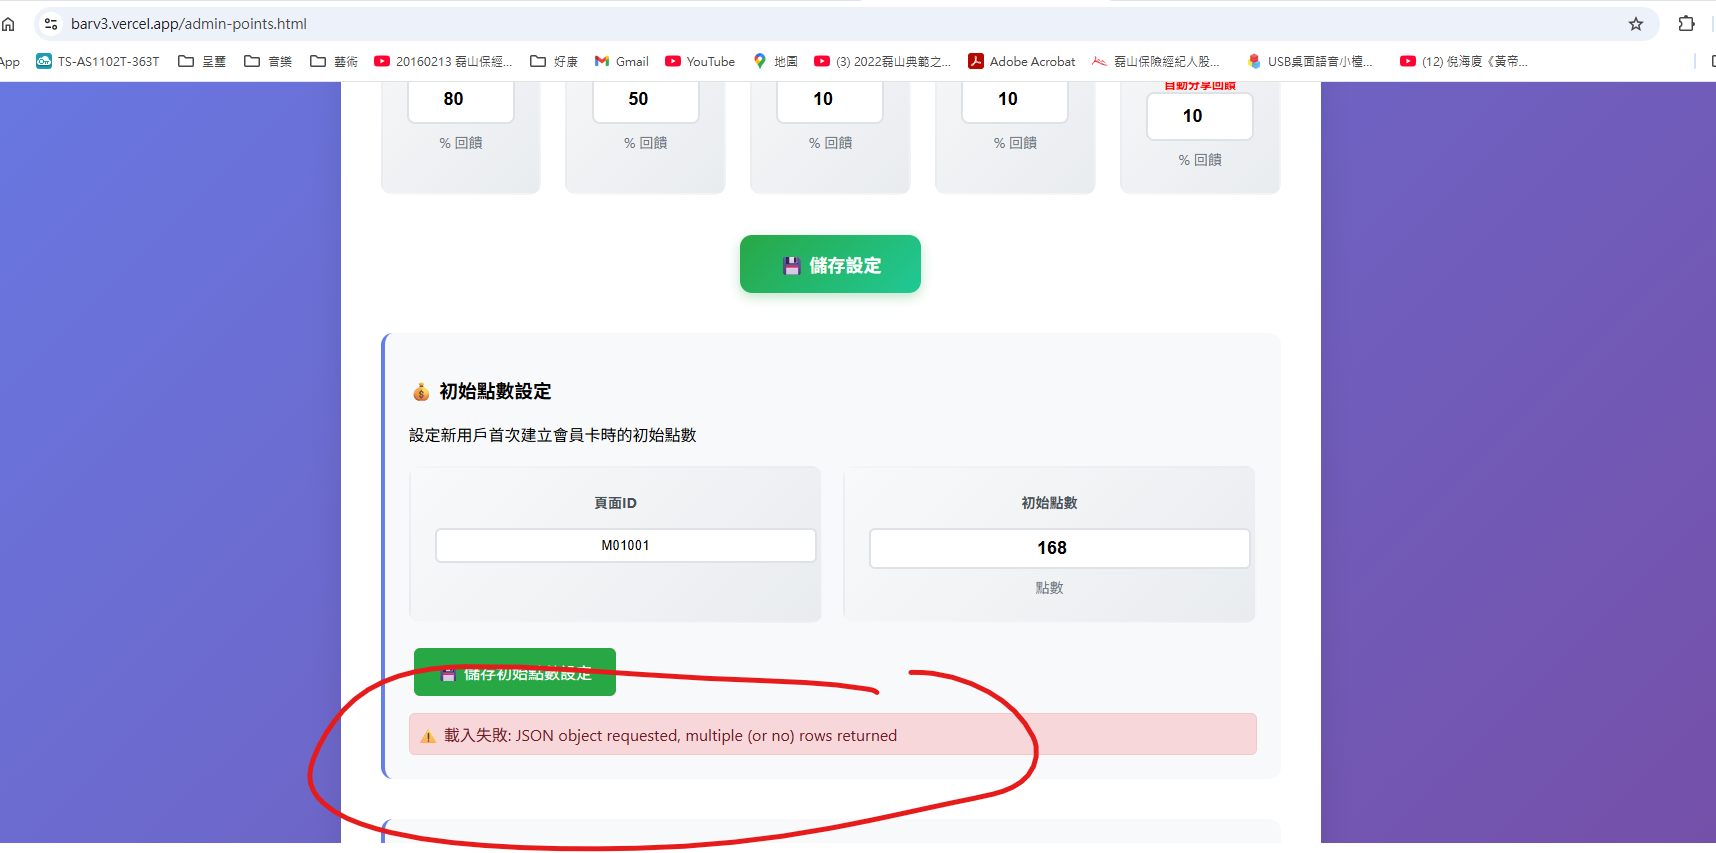 barv3.vercel.app/admin-points.html
App TS-AS1102T-363T 呈璽 音樂 藝術 20160213 磊山保經... 好康 Gmail YouTube 地圖 (3) 2022磊山典範之... Adobe Acrobat 磊山保險經紀人股... USB桌面語音小檯... (12) 倪海廈《黃帝...
自動分享回饋
80 50 10 10 10
% 回饋 % 回饋 % 回饋 % 回饋 % 回饋
儲存設定
初始點數設定
設定新用戶首次建立會員卡時的初始點數
頁面ID 初始點數
M01001 168
點數
儲存初始點數設定
載入失敗: JSON object requested, multiple (or no) rows returned